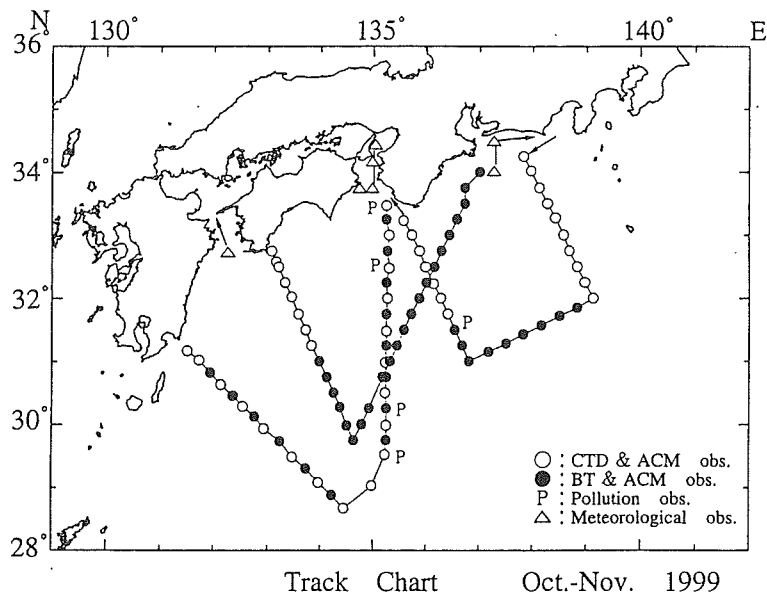 N 130° 135° 140° E
36°
34°
P
P
32°
P
30°
P
P
○ : CTD & ACM obs.
● : BT & ACM obs.
P : Pollution obs.
△ : Meteorological obs.
28°
Track Chart Oct.-Nov. 1999